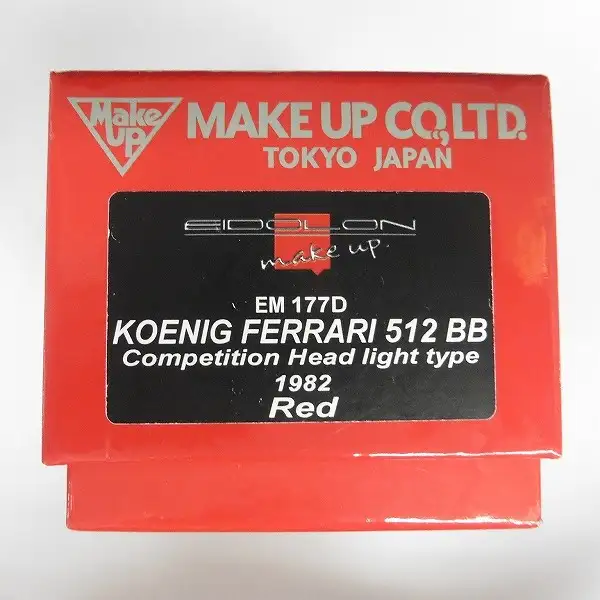 Make UP
MAKE UP CO., LTD.
TOKYO JAPAN
EIDOLON
make up.
EM 177D
KOENIG FERRARI 512 BB
Competition Head light type
1982
Red